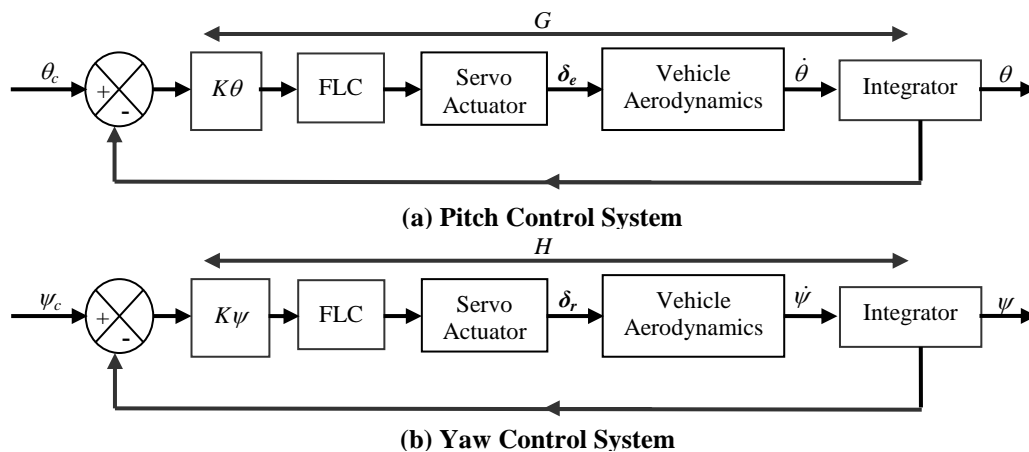 G
θc + - Kθ FLC Servo Actuator δe Vehicle Aerodynamics θ̇ Integrator θ
(a) Pitch Control System
H
ψc + - Kψ FLC Servo Actuator δr Vehicle Aerodynamics ψ̇ Integrator ψ
(b) Yaw Control System